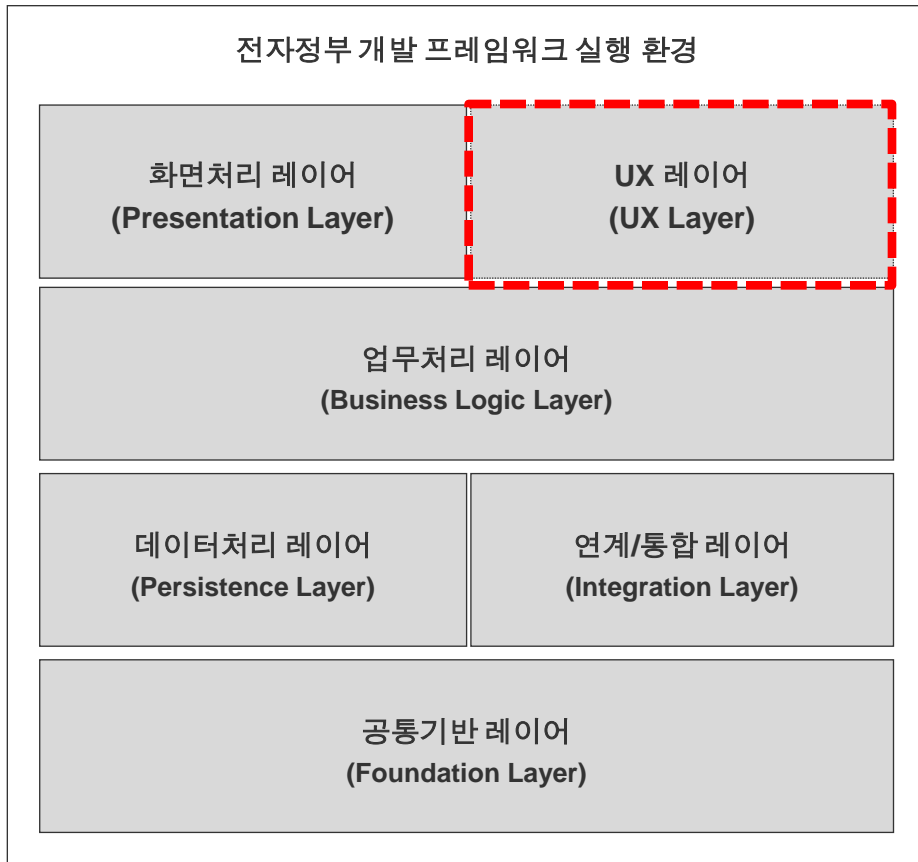 전자정부 개발 프레임워크 실행 환경
화면처리 레이어
(Presentation Layer)
UX 레이어
(UX Layer)
업무처리 레이어
(Business Logic Layer)
데이터처리 레이어
(Persistence Layer)
연계/통합 레이어
(Integration Layer)
공통기반 레이어
(Foundation Layer)